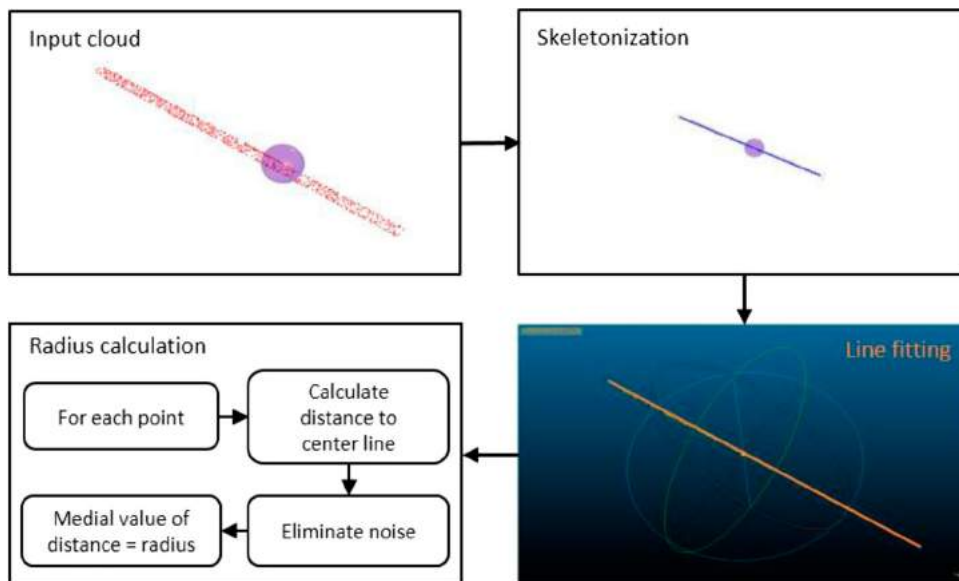 Input cloud
Skeletonization
Line fitting
Radius calculation
For each point
Calculate
distance to
center line
Eliminate noise
Medial value of
distance = radius